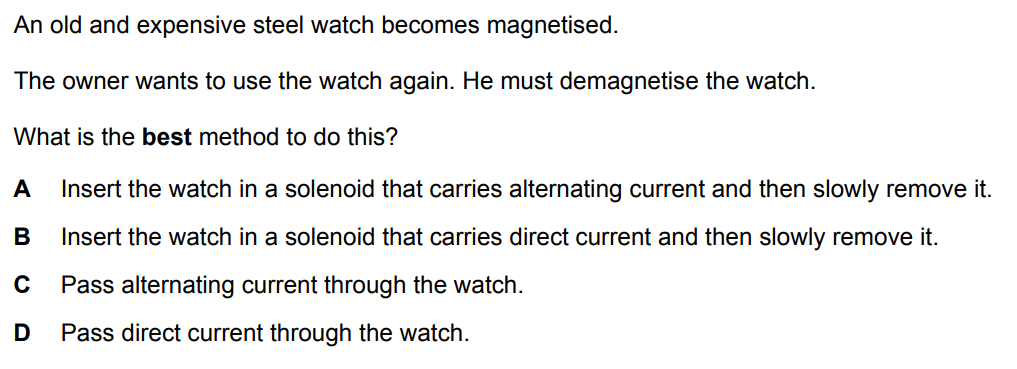 An old and expensive steel watch becomes magnetised.
The owner wants to use the watch again. He must demagnetise the watch.
What is the best method to do this?
A Insert the watch in a solenoid that carries alternating current and then slowly remove it.
B Insert the watch in a solenoid that carries direct current and then slowly remove it.
C Pass alternating current through the watch.
D Pass direct current through the watch.